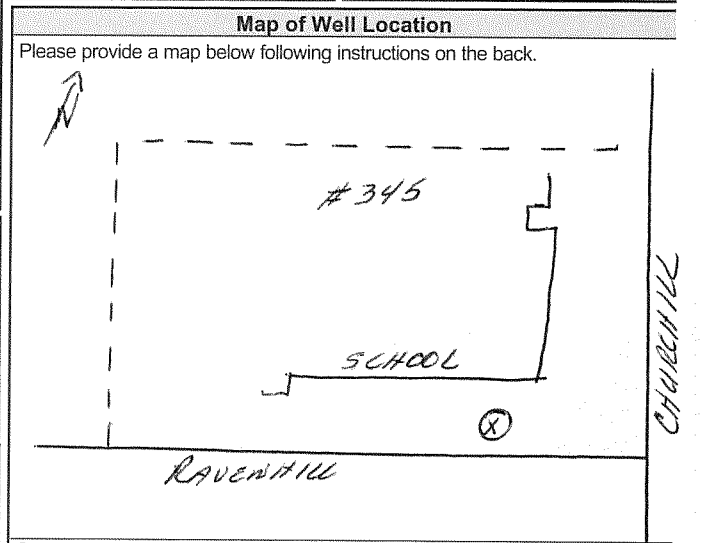 Map of Well Location
Please provide a map below following instructions on the back.
N
#345
SCHOOL
X
CHURCHILL
RAVENHILL